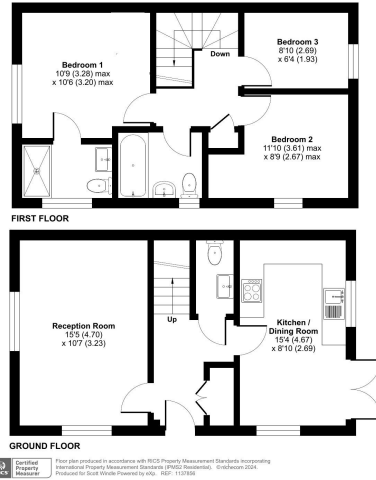 Bedroom 1
10'9 (3.28) max
x 10'6 (3.20) max
Down
Bedroom 3
8'10 (2.69)
x 6'4 (1.93)
Bedroom 2
11'10 (3.61) max
x 8'9 (2.67) max
FIRST FLOOR
Reception Room
15'5 (4.70)
x 10'7 (3.23)
Up
Kitchen /
Dining Room
15'4 (4.67)
x 8'10 (2.69)
GROUND FLOOR
RICS
Certified
Property
Measurer
Floor plan produced in accordance with RICS Property Measurement Standards incorporating
International Property Measurement Standards (IPMS2 Residential). ©nichecom 2024.
Produced for Scott Windle Powered by eXp. REF: 1137856